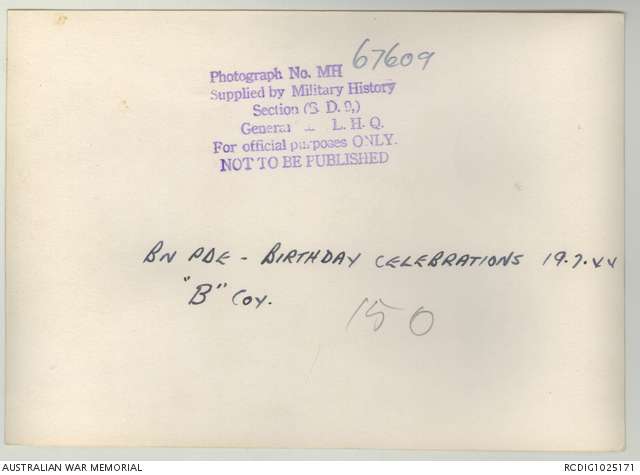 Photograph No. MH 67609
Supplied by Military History
Section (S. D. 9,)
General L. H. Q.
For official purposes ONLY.
NOT TO BE PUBLISHED
BN PDE - BIRTHDAY CELEBRATIONS 19.7.44
"B" COY.
150
AUSTRALIAN WAR MEMORIAL RCDIG1025171